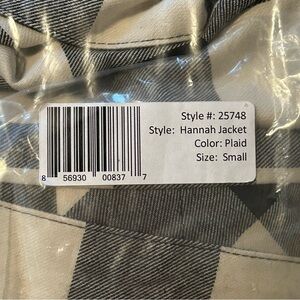 Style #: 25748
Style: Hannah Jacket
Color: Plaid
Size: Small
8 56930 00837 7